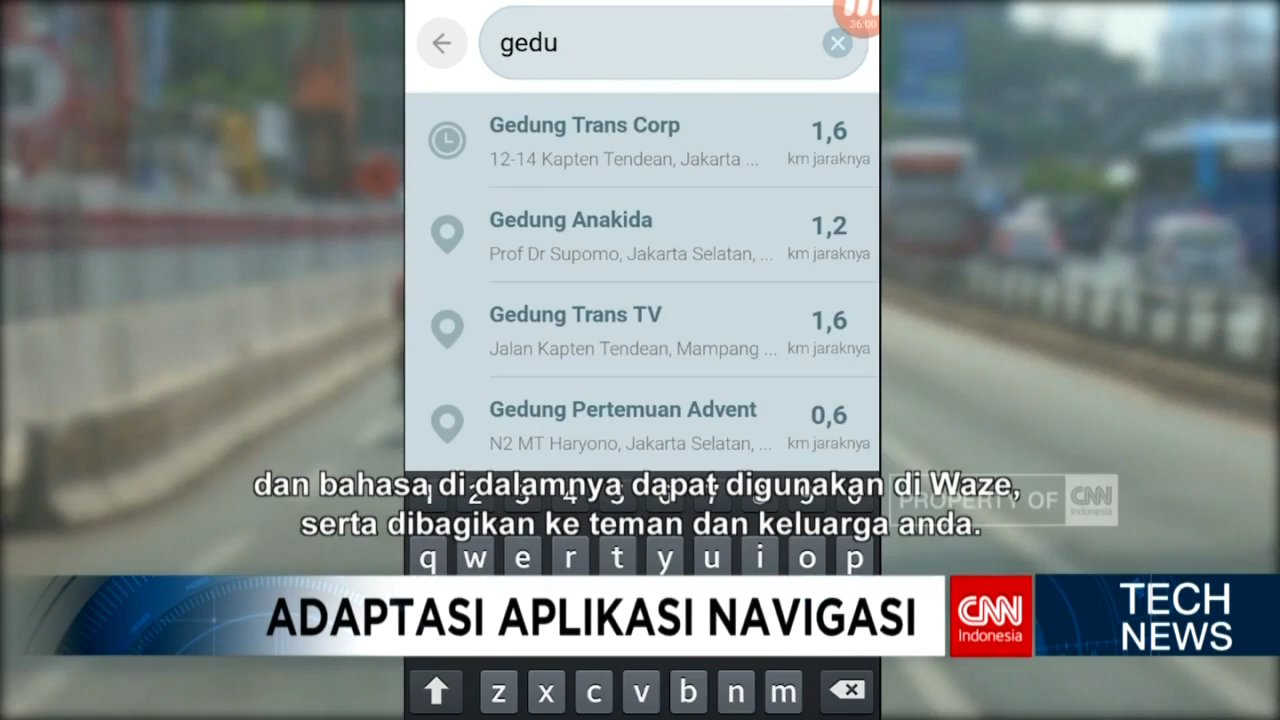 36:00
gedu
Gedung Trans Corp
1,6
12-14 Kapten Tendean, Jakarta ...
km jaraknya
Gedung Anakida
1,2
Prof Dr Supomo, Jakarta Selatan, ...
km jaraknya
Gedung Trans TV
1,6
Jalan Kapten Tendean, Mampang ...
km jaraknya
Gedung Pertemuan Advent
0,6
N2 MT Haryono, Jakarta Selatan, ...
km jaraknya
dan bahasa di dalamnya dapat digunakan di Waze,
serta dibagikan ke teman dan keluarga anda.
PROPERTY OF CNN Indonesia
q w e r t y u i o p
ADAPTASI APLIKASI NAVIGASI
CNN Indonesia
TECH
NEWS
z x c v b n m